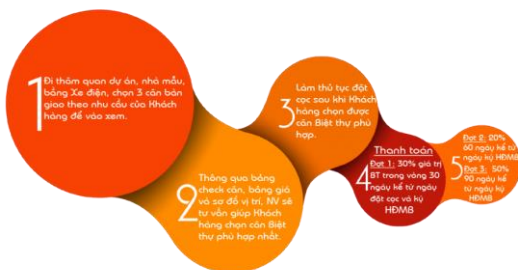 1
Đi thăm quan dự án, nhà mẫu,
bằng Xe điện, chọn 3 căn bán
giao theo nhu cầu của Khách
hàng để vào xem.
2
Thông qua bảng
check căn, bảng giá
và sơ đồ vị trí, NV sẽ
tư vấn giúp Khách
hàng chọn căn Biệt
thự phù hợp nhất.
3
Làm thủ tục đặt
cọc sau khi Khách
hàng chọn được
căn Biệt thự phù
hợp.
4
Thanh toán
Đợt 1: 30% giá trị
BT trong vòng 30
ngày kể từ ngày
đặt cọc và ký
HĐMB
5
Đợt 2: 20%
60 ngày kể từ
ngày ký HĐMB
Đợt 3: 50%
90 ngày kể
từ ngày ký
HĐMB